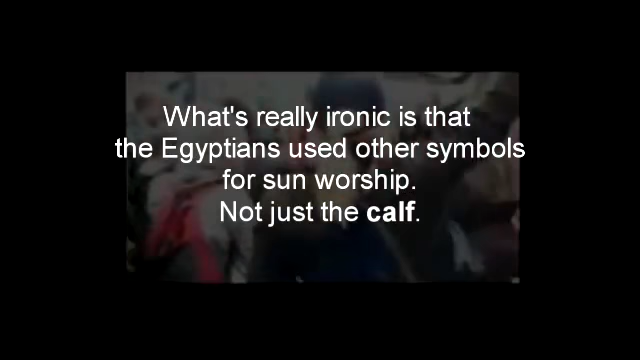 What's really ironic is that
the Egyptians used other symbols
for sun worship.
Not just the calf.